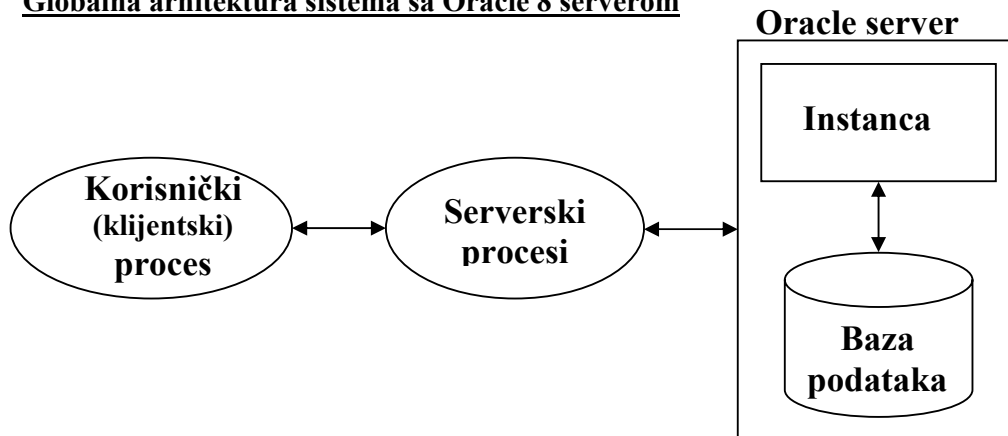 Globalna arhitektura sistema sa Oracle 8 serverom
Oracle server
Instanca
Korisnički
(klijentski)
proces
Serverski
procesi
Baza
podataka